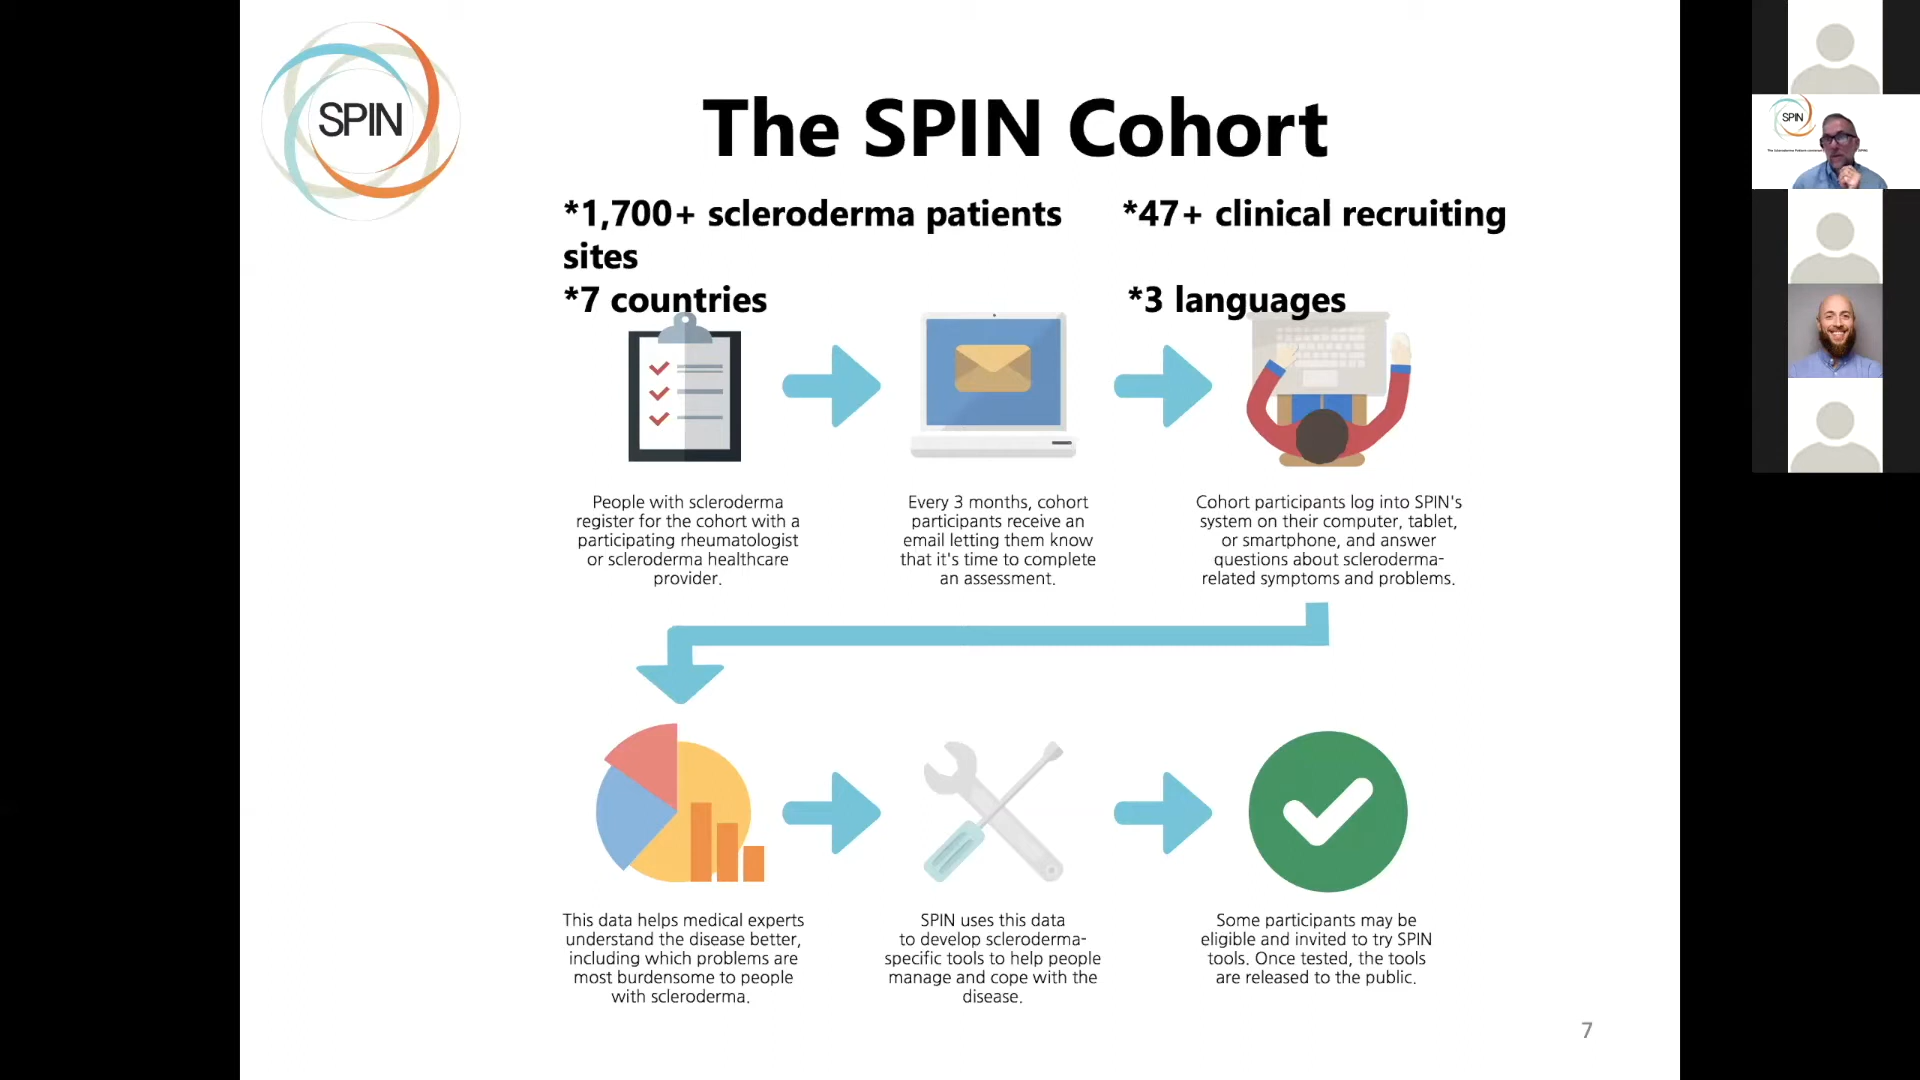 SPIN
The SPIN Cohort
*1,700+ scleroderma patients *47+ clinical recruiting
sites
*7 countries *3 languages
People with scleroderma
register for the cohort with a
participating rheumatologist
or scleroderma healthcare
provider.
Every 3 months, cohort
participants receive an
email letting them know
that it's time to complete
an assessment.
Cohort participants log into SPIN's
system on their computer, tablet,
or smartphone, and answer
questions about scleroderma-
related symptoms and problems.
This data helps medical experts
understand the disease better,
including which problems are
most burdensome to people
with scleroderma.
SPIN uses this data
to develop scleroderma-
specific tools to help people
manage and cope with the
disease.
Some participants may be
eligible and invited to try SPIN
tools. Once tested, the tools
are released to the public.
7
SPIN